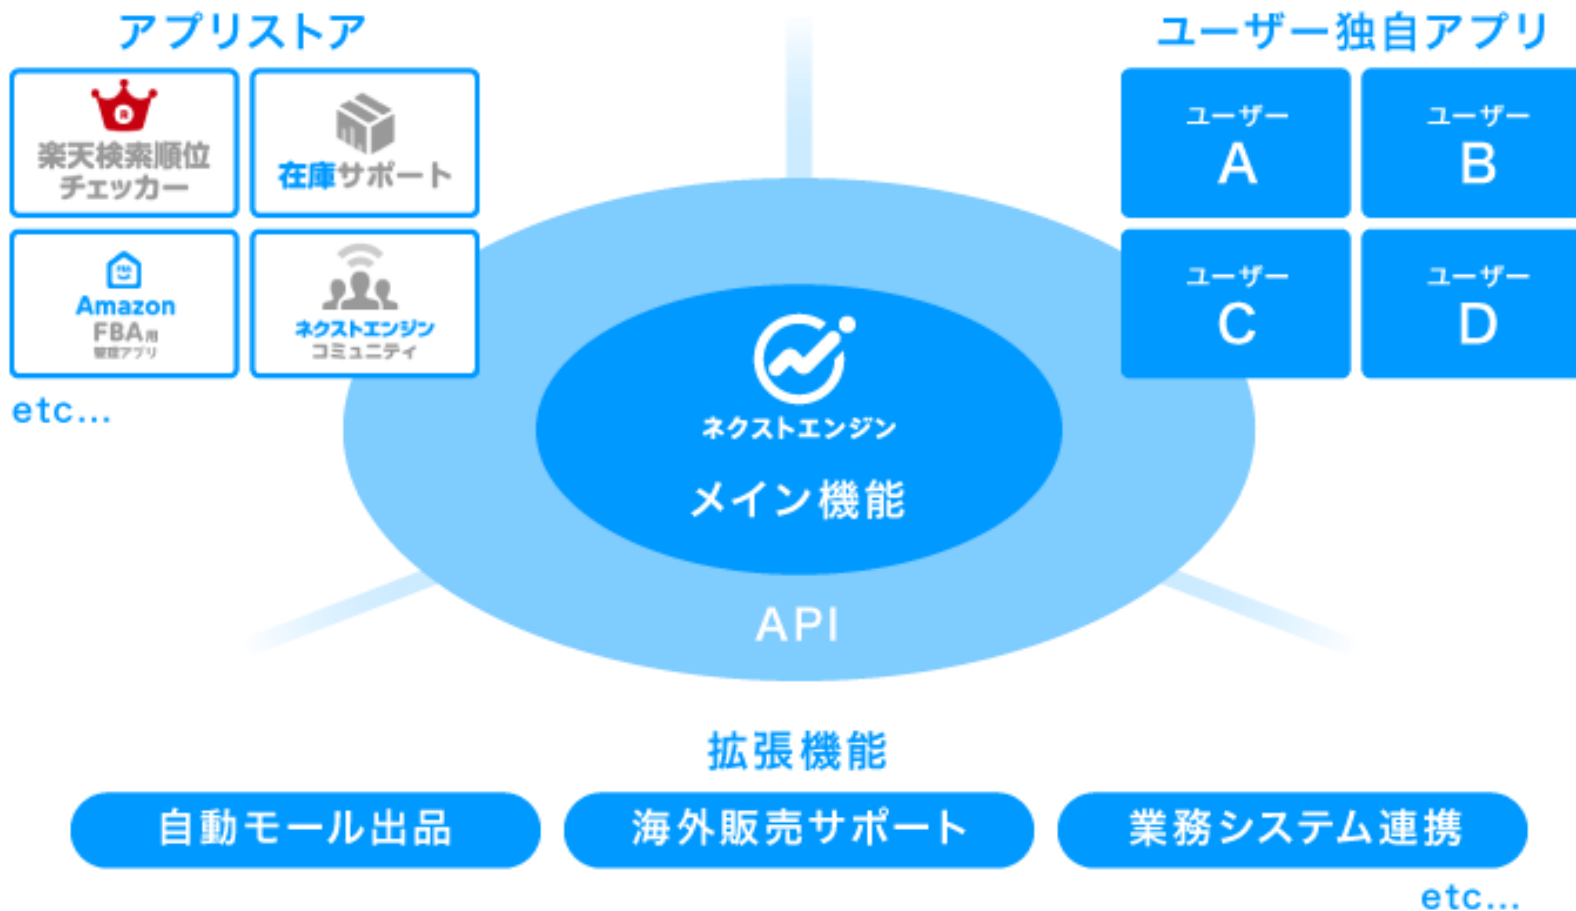 アプリストア
楽天検索順位
チェッカー
在庫サポート
Amazon
FBA用
管理アプリ
ネクストエンジン
コミュニティ
etc...
ユーザー独自アプリ
ユーザー
A
ユーザー
B
ユーザー
C
ユーザー
D
ネクストエンジン
メイン機能
API
拡張機能
自動モール出品
海外販売サポート
業務システム連携
etc...